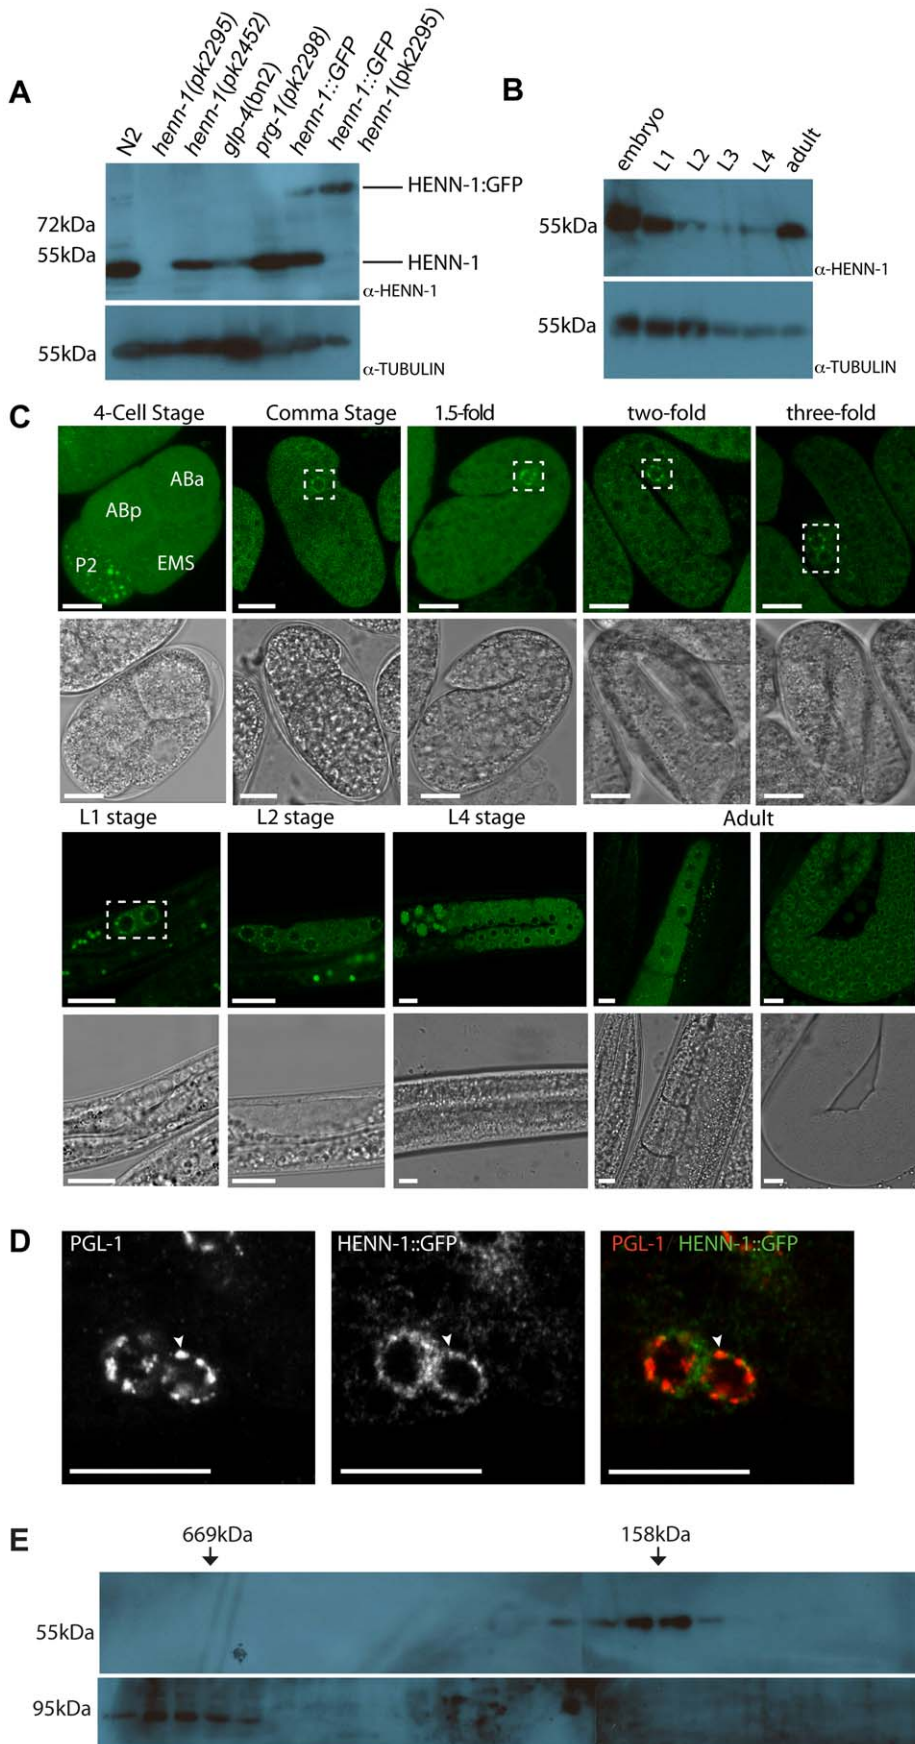 A
N2
henn-1(pk2295)
henn-1(pk2452)
glp-4(bn2)
prg-1(pk2298)
henn-1::GFP
henn-1::GFP
henn-1(pk2295)
72kDa
55kDa
HENN-1:GFP
HENN-1
α-HENN-1
55kDa
α-TUBULIN
B
embryo
L1
L2
L3
L4
adult
55kDa
α-HENN-1
55kDa
α-TUBULIN
C
4-Cell Stage
Comma Stage
1.5-fold
two-fold
three-fold
ABa
ABp
P2
EMS
L1 stage
L2 stage
L4 stage
Adult
D
PGL-1
HENN-1::GFP
PGL-1/HENN-1::GFP
E
669kDa
158kDa
55kDa
95kDa